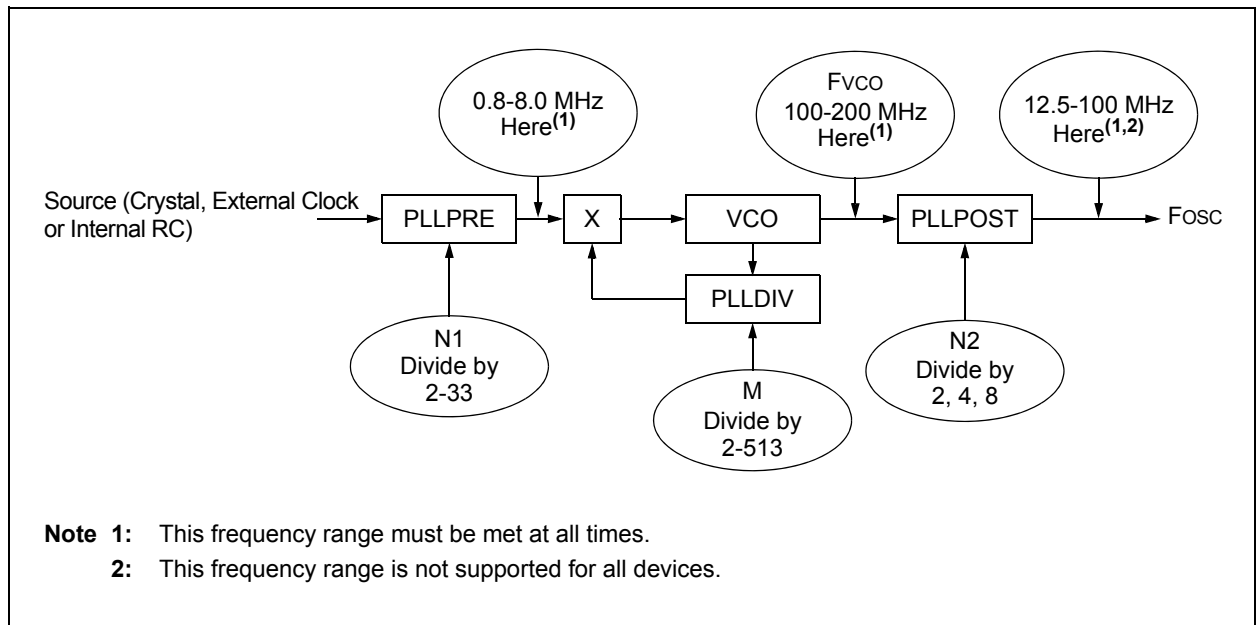 0.8-8.0 MHz
Here(1)
FVCO
100-200 MHz
Here(1)
12.5-100 MHz
Here(1,2)
Source (Crystal, External Clock
or Internal RC)
PLLPRE
X
VCO
PLLPOST
FOSC
PLLDIV
N1
Divide by
2-33
M
Divide by
2-513
N2
Divide by
2, 4, 8
Note 1: This frequency range must be met at all times.
2: This frequency range is not supported for all devices.